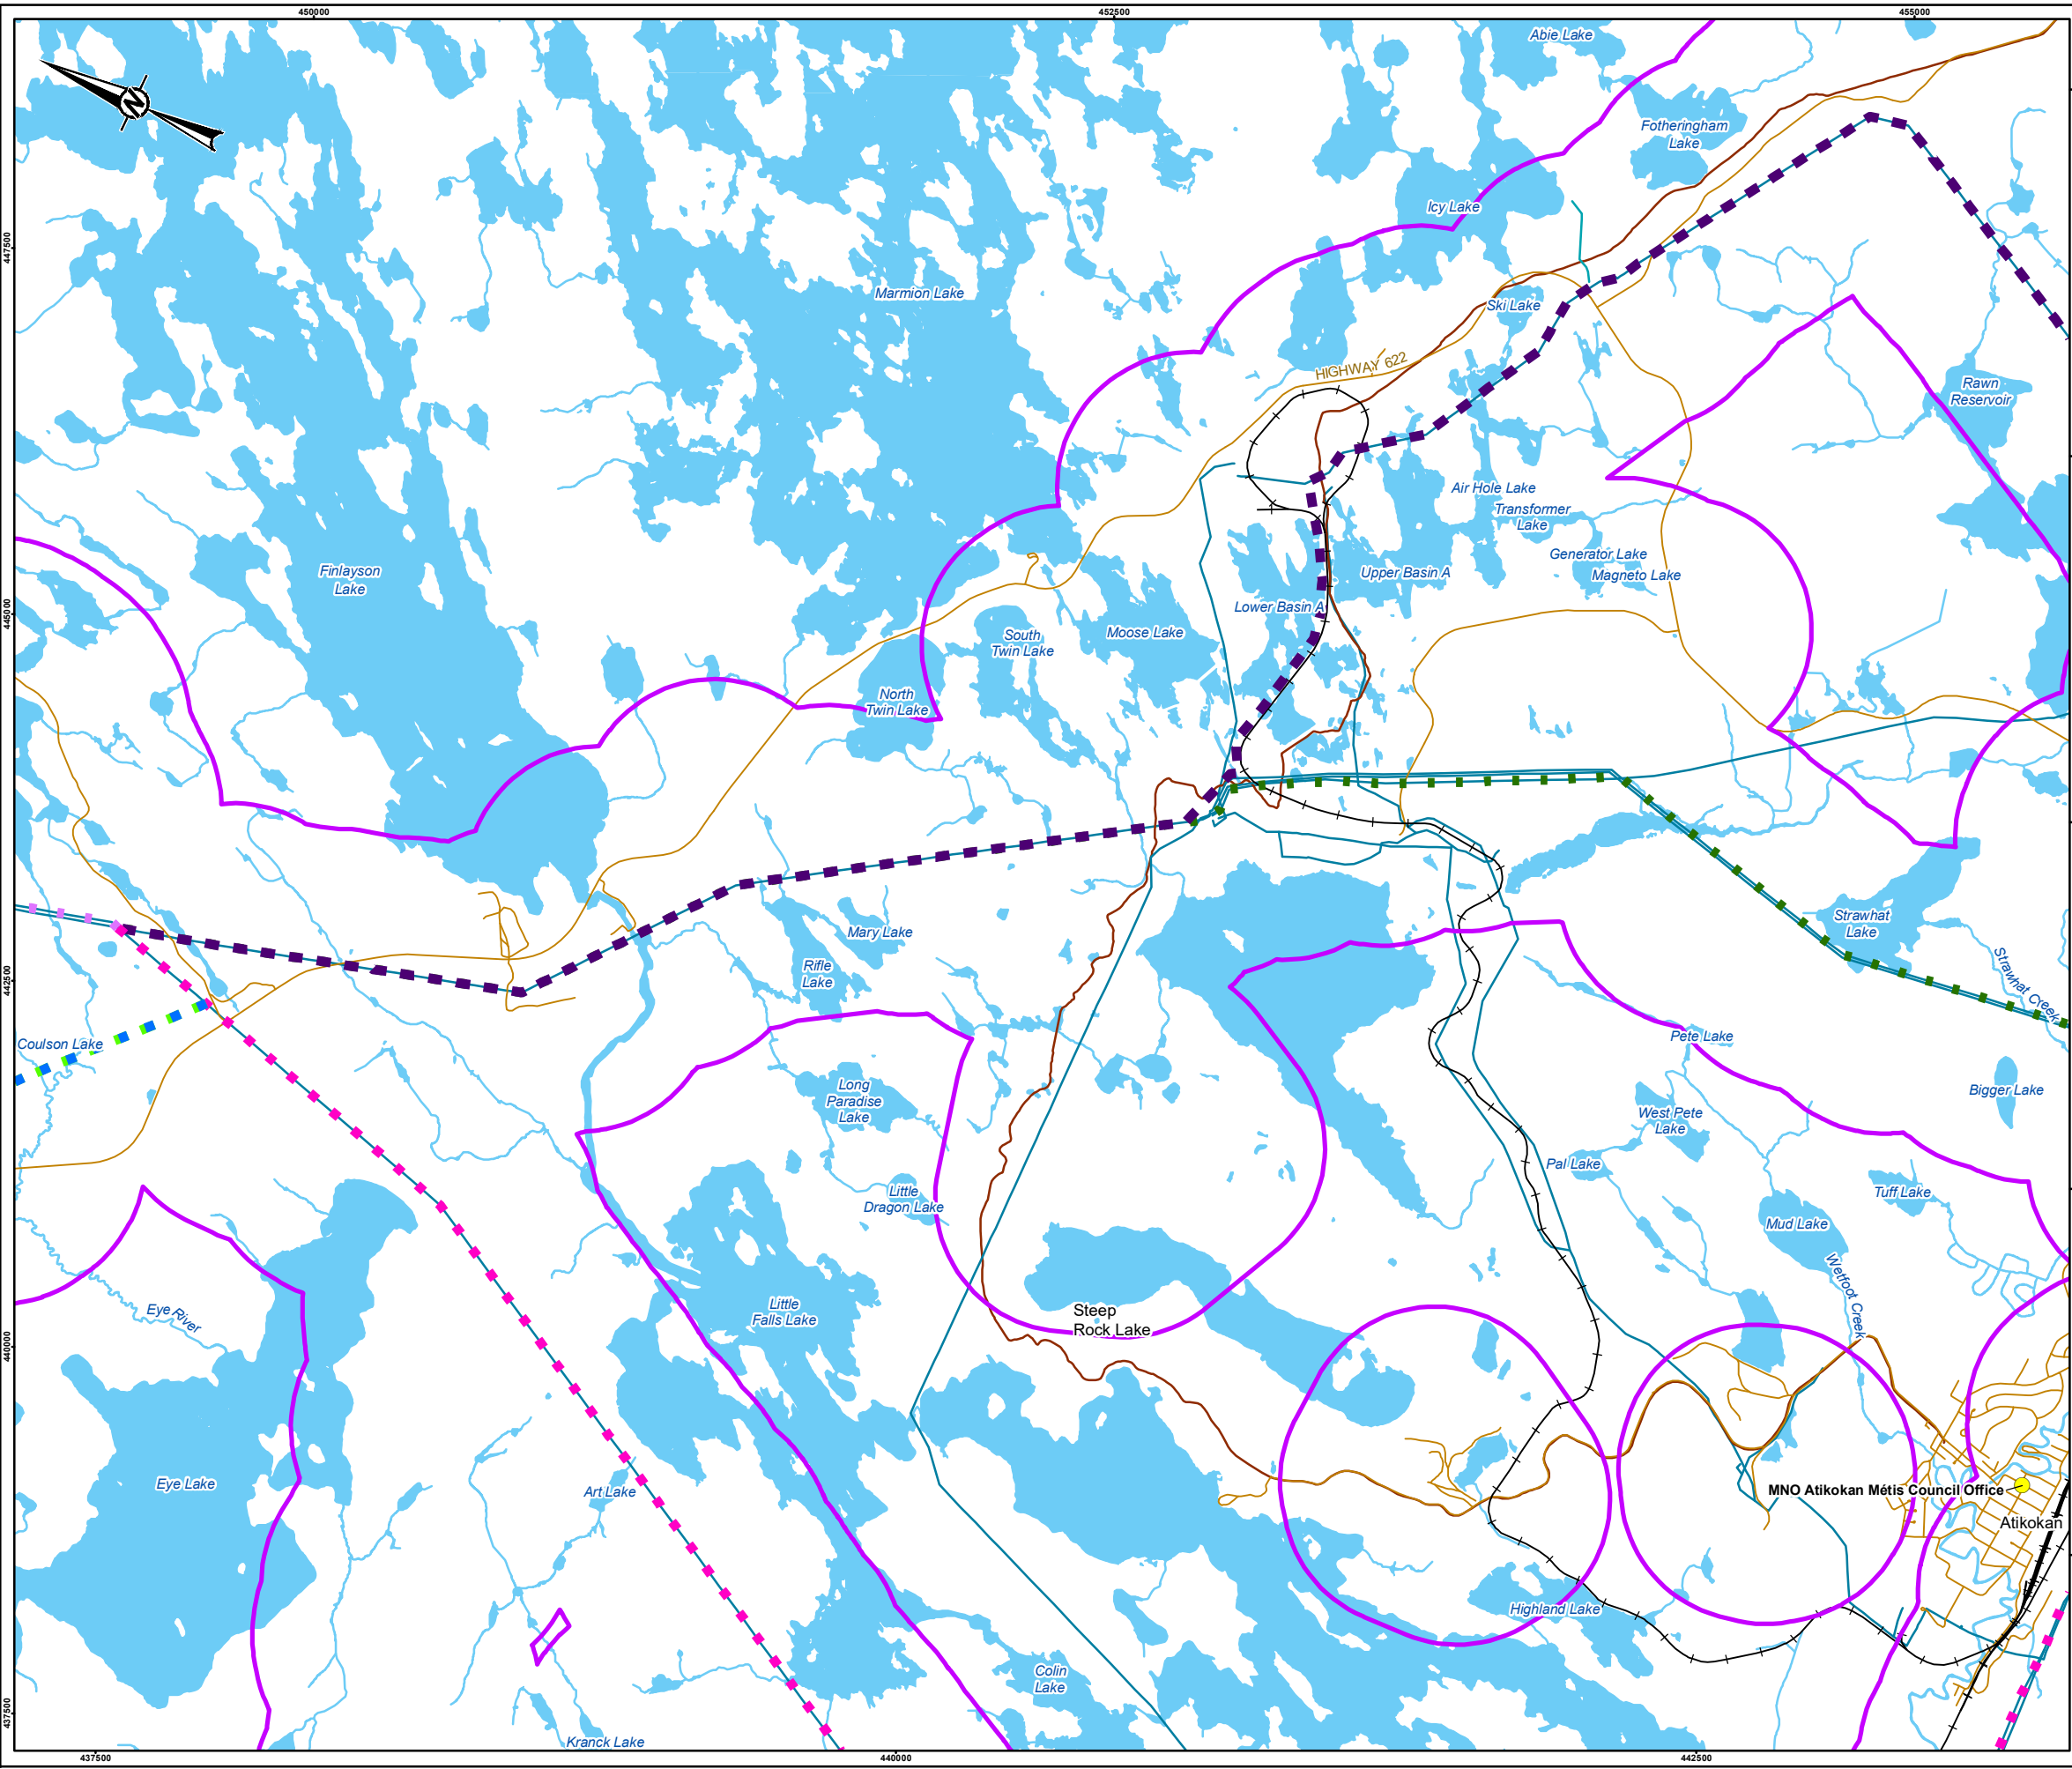 450000
452500
455000
Abie Lake
N
Fotheringham
Lake
Icy Lake
447500
Marmion Lake
Ski Lake
HIGHWAY 622
Rawn
Reservoir
Air Hole Lake
Transformer
Lake
Generator Lake
Upper Basin A
Magneto Lake
Finlayson
Lake
Lower Basin A
445000
South
Twin Lake
Moose Lake
North
Twin Lake
Strawhat
Lake
Mary Lake
Rifle
Lake
Strawhat Creek
442500
Coulson Lake
Pete Lake
Bigger Lake
Long
Paradise
Lake
West Pete
Lake
Pal Lake
Little
Dragon Lake
Tuff Lake
Mud Lake
Wetfoot Creek
Eye River
Little
Falls Lake
Steep
Rock Lake
440000
Eye Lake
Art Lake
MNO Atikokan Métis Council Office
Atikokan
Highland Lake
Colin
Lake
437500
Kranck Lake
437500
440000
442500